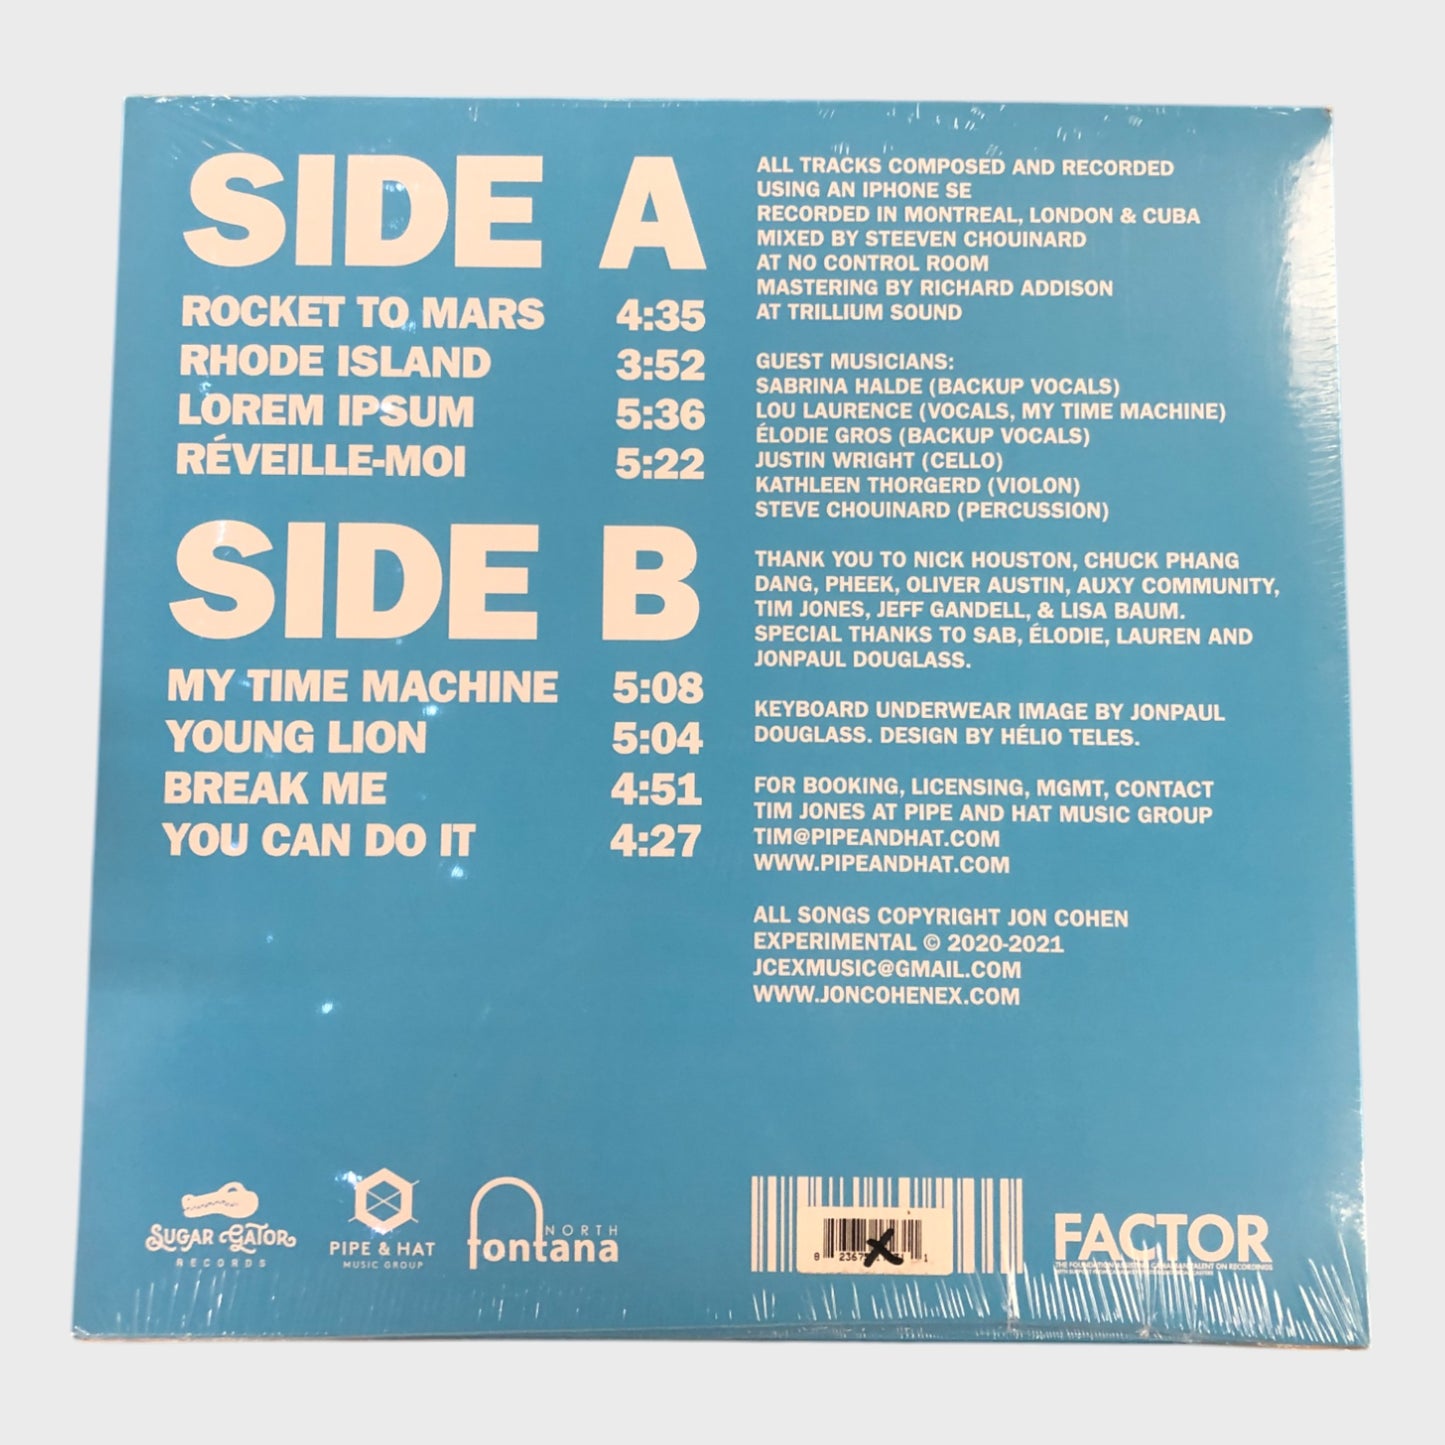 SIDE A
ROCKET TO MARS 4:35
RHODE ISLAND 3:52
LOREM IPSUM 5:36
RÉVEILLE-MOI 5:22
SIDE B
MY TIME MACHINE 5:08
YOUNG LION 5:04
BREAK ME 4:51
YOU CAN DO IT 4:27
ALL TRACKS COMPOSED AND RECORDED
USING AN IPHONE SE
RECORDED IN MONTREAL, LONDON & CUBA
MIXED BY STEEVEN CHOUINARD
AT NO CONTROL ROOM
MASTERING BY RICHARD ADDISON
AT TRILLIUM SOUND
GUEST MUSICIANS:
SABRINA HALDE (BACKUP VOCALS)
LOU LAURENCE (VOCALS, MY TIME MACHINE)
ÉLODIE GROS (BACKUP VOCALS)
JUSTIN WRIGHT (CELLO)
KATHLEEN THORGERD (VIOLON)
STEVE CHOUINARD (PERCUSSION)
THANK YOU TO NICK HOUSTON, CHUCK PHANG
DANG, PHEEK, OLIVER AUSTIN, AUXY COMMUNITY,
TIM JONES, JEFF GANDELL, & LISA BAUM.
SPECIAL THANKS TO SAB, ÉLODIE, LAUREN AND
JONPAUL DOUGLASS.
KEYBOARD UNDERWEAR IMAGE BY JONPAUL
DOUGLASS. DESIGN BY HÉLIO TELES.
FOR BOOKING, LICENSING, MGMT, CONTACT
TIM JONES AT PIPE AND HAT MUSIC GROUP
TIM@PIPEANDHAT.COM
WWW.PIPEANDHAT.COM
ALL SONGS COPYRIGHT JON COHEN
EXPERIMENTAL © 2020-2021
JCEXMUSIC@GMAIL.COM
WWW.JONCOHENEX.COM
SUGAR GATOR
RECORDS
PIPE & HAT
MUSIC GROUP
NORTH
fontana
FACTOR
THE FOUNDATION ASSISTING CANADIAN TALENT ON RECORDINGS